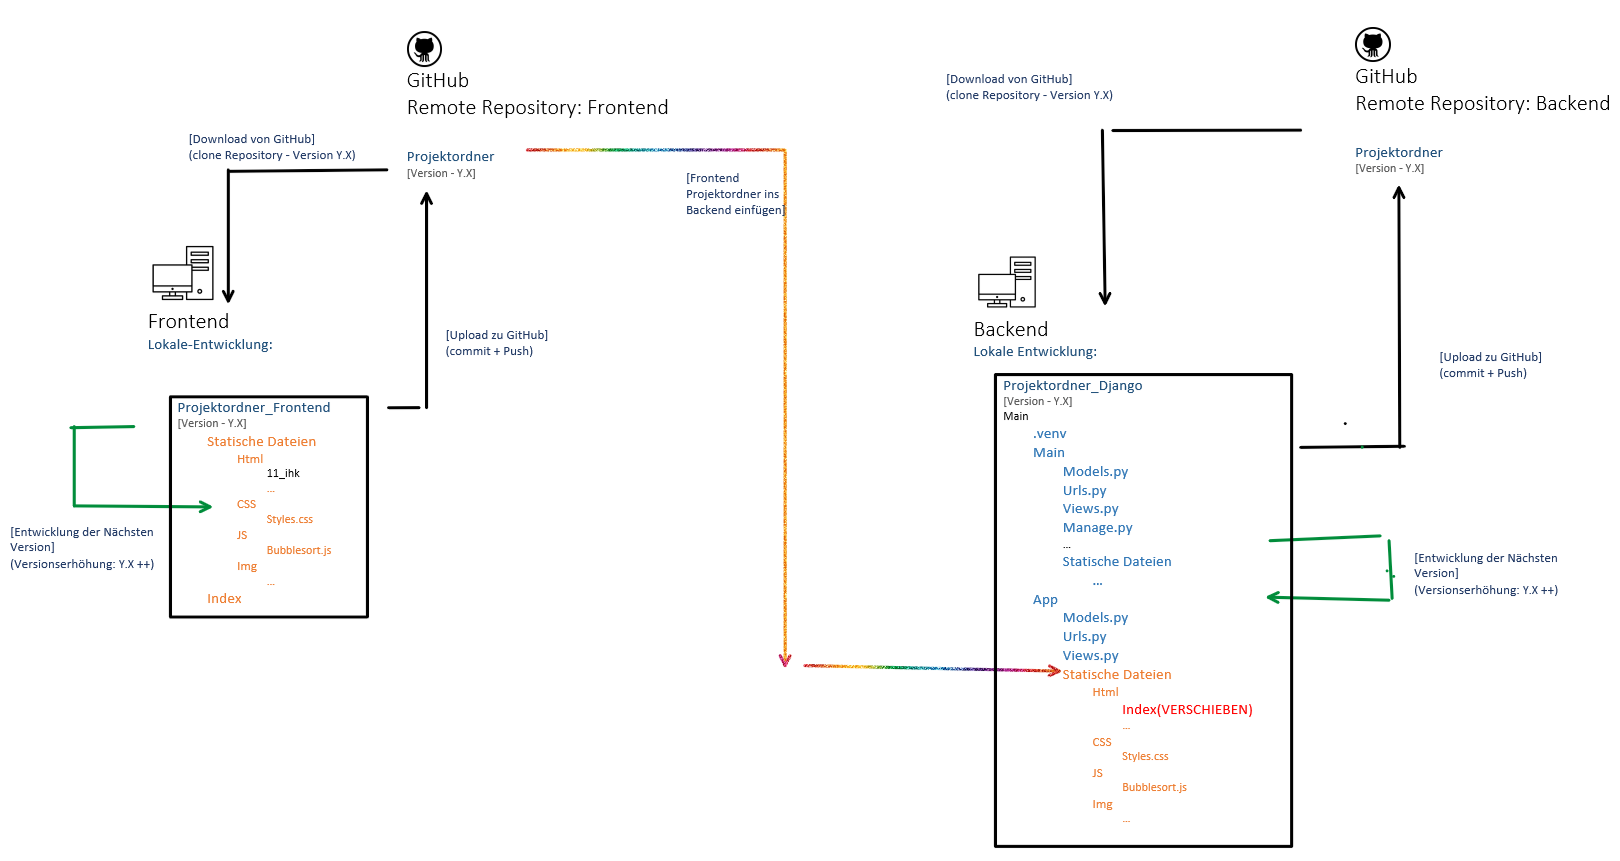 GitHub
Remote Repository: Frontend
[Download von GitHub]
(clone Repository - Version Y.X)
Projektordner
[Version - Y.X]
[Frontend
Projektordner ins
Backend einfügen]
Frontend
Lokale-Entwicklung:
[Upload zu GitHub]
(commit + Push)
Projektordner_Frontend
[Version - Y.X]
Statische Dateien
Html
11_ihk
...
CSS
Styles.css
JS
Bubblesort.js
Img
...
Index
[Entwicklung der Nächsten
Version]
(Versionserhöhung: Y.X ++)
GitHub
Remote Repository: Backend
[Download von GitHub]
(clone Repository - Version Y.X)
Projektordner
[Version - Y.X]
Backend
Lokale Entwicklung:
[Upload zu GitHub]
(commit + Push)
Projektordner_Django
[Version - Y.X]
Main
.venv
Main
Models.py
Urls.py
Views.py
Manage.py
...
Statische Dateien
...
App
Models.py
Urls.py
Views.py
Statische Dateien
Html
Index(VERSCHIEBEN)
...
CSS
Styles.css
JS
Bubblesort.js
Img
...
[Entwicklung der Nächsten
Version]
(Versionserhöhung: Y.X ++)